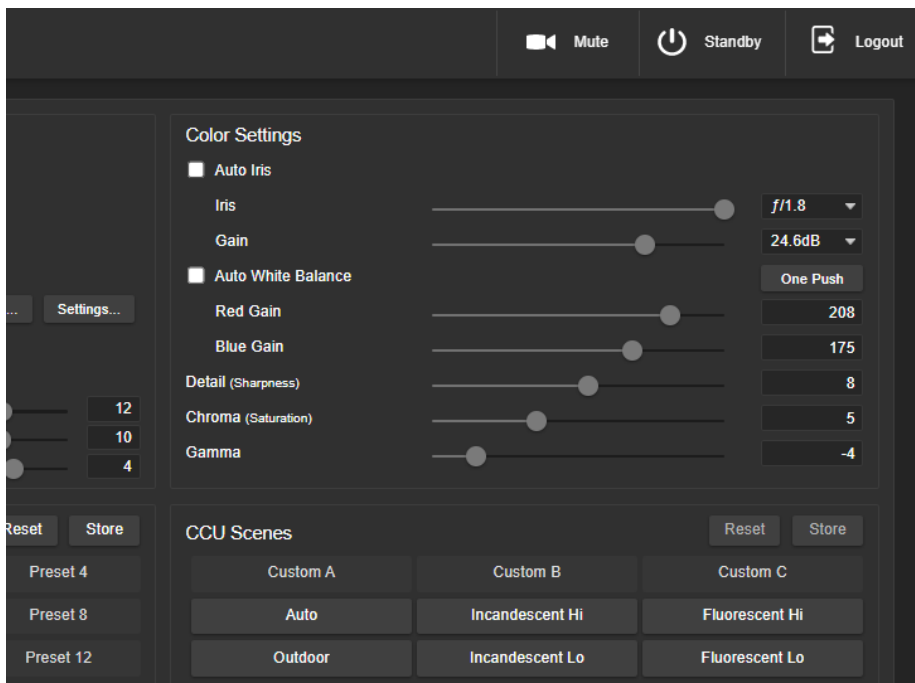 Mute Standby Logout
Color Settings
Auto Iris
Iris ƒ/1.8
Gain 24.6dB
Auto White Balance One Push
... Settings...
Red Gain 208
Blue Gain 175
Detail (Sharpness) 8
12
Chroma (Saturation) 5
10
Gamma -4
4
Reset Store
CCU Scenes Reset Store
Preset 4 Custom A Custom B Custom C
Preset 8 Auto Incandescent Hi Fluorescent Hi
Preset 12 Outdoor Incandescent Lo Fluorescent Lo